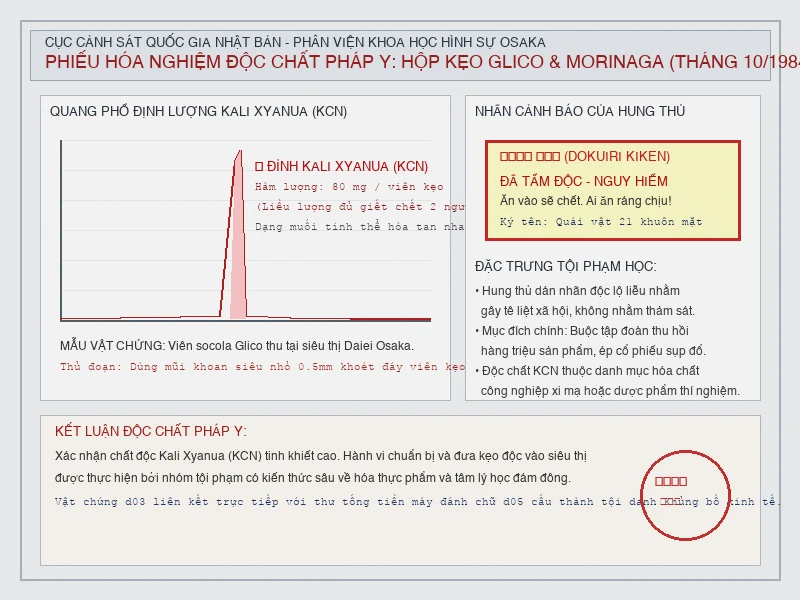 CỤC CẢNH SÁT QUỐC GIA NHẬT BẢN - PHÂN VIỆN KHOA HỌC HÌNH SỰ OSAKA
PHIẾU HÓA NGHIỆM ĐỘC CHẤT PHÁP Y: HỘP KẸO GLICO & MORINAGA (THÁNG 10/1984
QUANG PHỔ ĐỊNH LƯỢNG KALI XYANUA (KCN)
ĐỈNH KALI XYANUA (KCN)
Hàm lượng: 80 mg / viên kẹo
(Liều lượng đủ giết chết 2 ngư
Dạng muối tinh thể hòa tan nha
MẪU VẬT CHỨNG: Viên socola Glico thu tại siêu thị Daiei Osaka.
Thủ đoạn: Dùng mũi khoan siêu nhỏ 0.5mm khoét đáy viên kẹo
NHÃN CẢNH BÁO CỦA HUNG THỦ
(DOKUIRI KIKEN)
ĐÃ TẨM ĐỘC - NGUY HIỂM
Ăn vào sẽ chết. Ai ăn ráng chịu!
Ký tên: Quái vật 21 khuôn mặt
ĐẶC TRƯNG TỘI PHẠM HỌC:
• Hung thủ dán nhãn độc lộ liễu nhằm
gây tê liệt xã hội, không nhằm thảm sát.
• Mục đích chính: Buộc tập đoàn thu hồi
hàng triệu sản phẩm, ép cổ phiếu sụp đổ.
• Độc chất KCN thuộc danh mục hóa chất
công nghiệp xi mạ hoặc dược phẩm thí nghiệm.
KẾT LUẬN ĐỘC CHẤT PHÁP Y:
Xác nhận chất độc Kali Xyanua (KCN) tinh khiết cao. Hành vi chuẩn bị và đưa kẹo độc vào siêu thị
được thực hiện bởi nhóm tội phạm có kiến thức sâu về hóa thực phẩm và tâm lý học đám đông.
Vật chứng d03 liên kết trực tiếp với thư tống tiền máy đánh chữ d05 cấu thành tội danh khủng bố kinh tế.